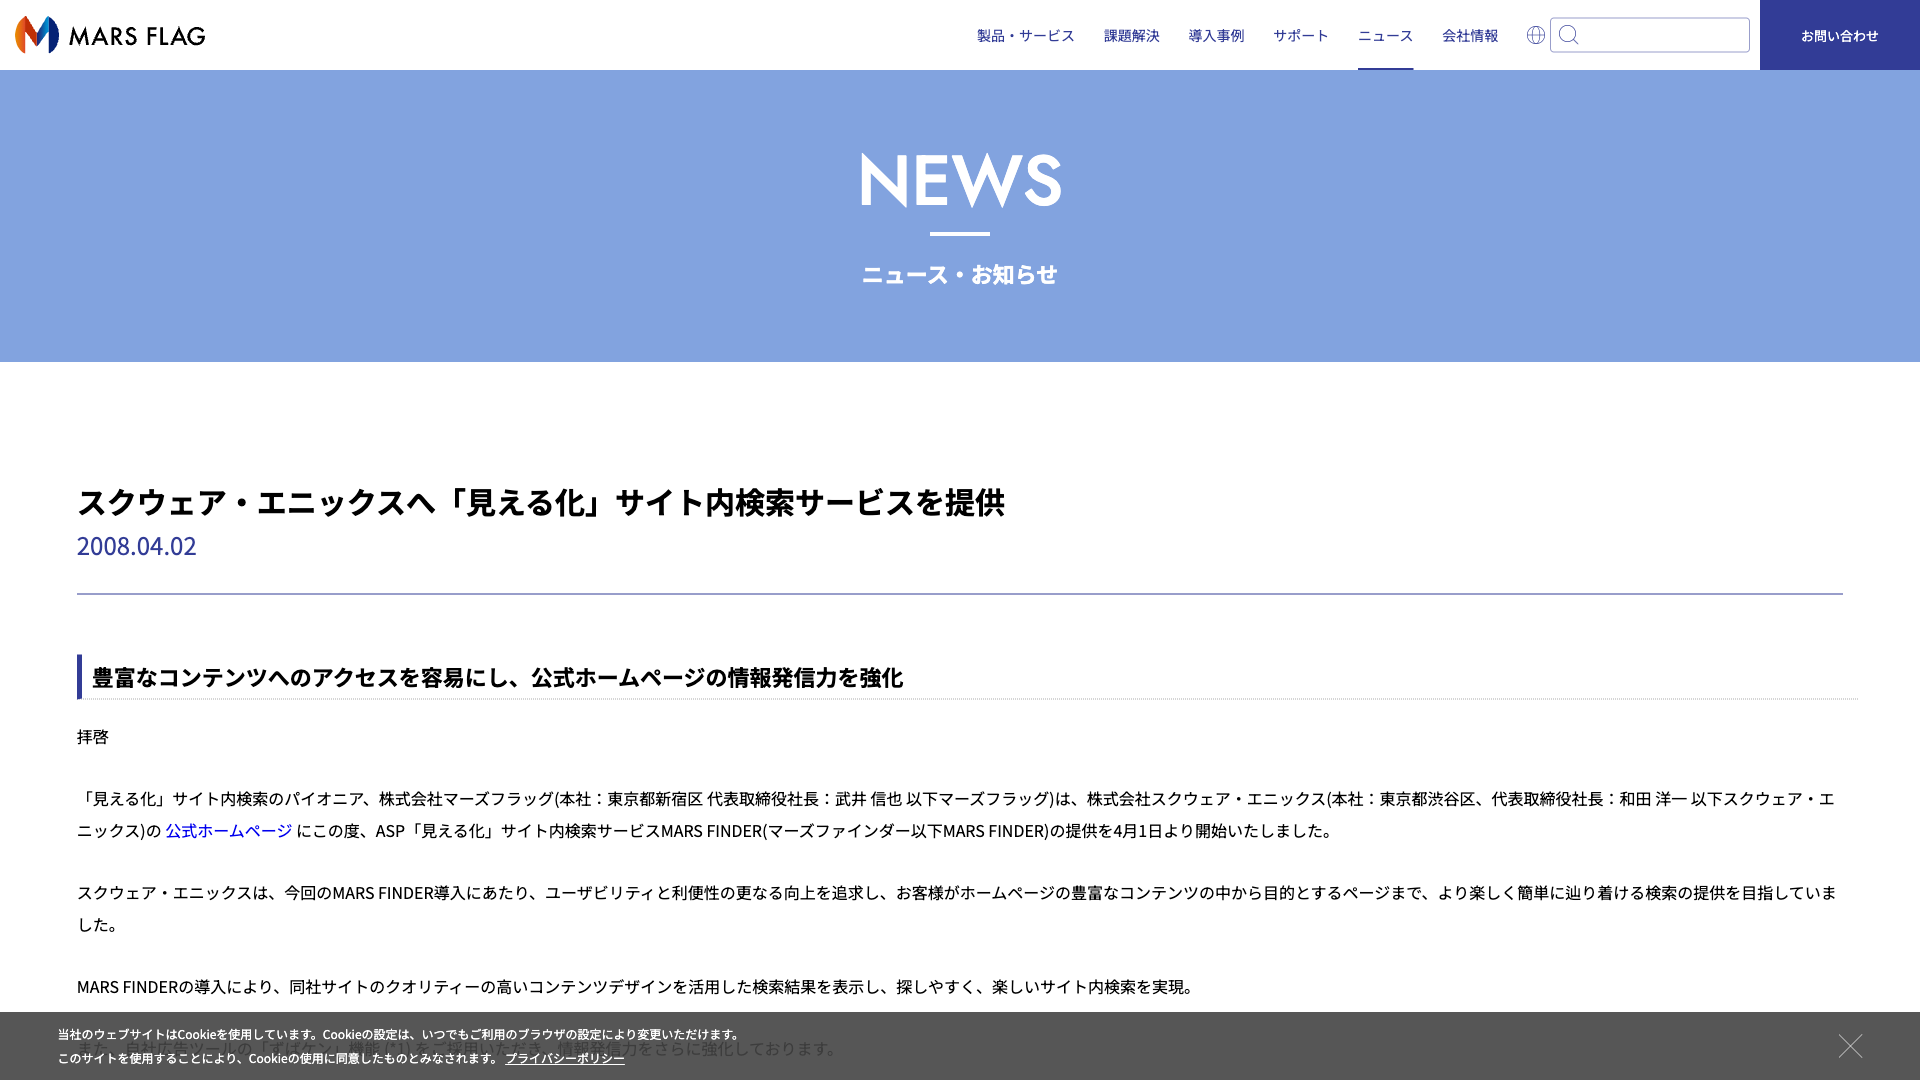 MARS FLAG
製品・サービス 課題解決 導入事例 サポート ニュース 会社情報 お問い合わせ
NEWS
ニュース・お知らせ
スクウェア・エニックスへ「見える化」サイト内検索サービスを提供
2008.04.02
豊富なコンテンツへのアクセスを容易にし、公式ホームページの情報発信力を強化
拝啓
「見える化」サイト内検索のパイオニア、株式会社マーズフラッグ(本社：東京都新宿区 代表取締役社長：武井 信也 以下マーズフラッグ)は、株式会社スクウェア・エニックス(本社：東京都渋谷区、代表取締役社長：和田 洋一 以下スクウェア・エ
ニックス)の 公式ホームページ にこの度、ASP「見える化」サイト内検索サービスMARS FINDER(マーズファインダー以下MARS FINDER)の提供を4月1日より開始いたしました。
スクウェア・エニックスは、今回のMARS FINDER導入にあたり、ユーザビリティと利便性の更なる向上を追求し、お客様がホームページの豊富なコンテンツの中から目的とするページまで、より楽しく簡単に辿り着ける検索の提供を目指していま
した。
MARS FINDERの導入により、同社サイトのクオリティーの高いコンテンツデザインを活用した検索結果を表示し、探しやすく、楽しいサイト内検索を実現。
当社のウェブサイトはCookieを使用しています。Cookieの設定は、いつでもご利用のブラウザの設定により変更いただけます。
また、自社広告ツールの「ずばケン」機能 (*1) をご採用いただき、情報発信力をさらに強化しております。
このサイトを使用することにより、Cookieの使用に同意したものとみなされます。 プライバシーポリシー